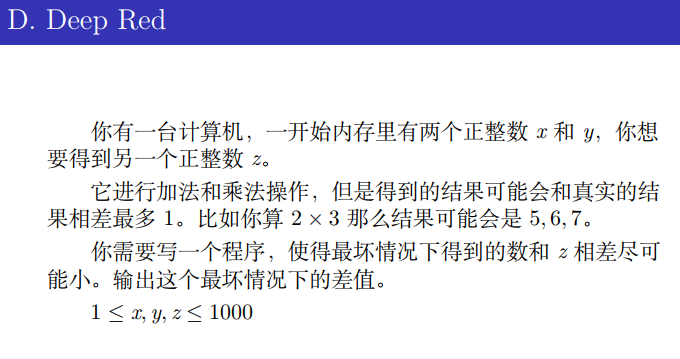 D. Deep Red
你有一台计算机，一开始内存里有两个正整数 x 和 y，你想
要得到另一个正整数 z。
它进行加法和乘法操作，但是得到的结果可能会和真实的结
果相差最多 1。比如你算 2 × 3 那么结果可能会是 5, 6, 7。
你需要写一个程序，使得最坏情况下得到的数和 z 相差尽可
能小。输出这个最坏情况下的差值。
1 ≤ x, y, z ≤ 1000